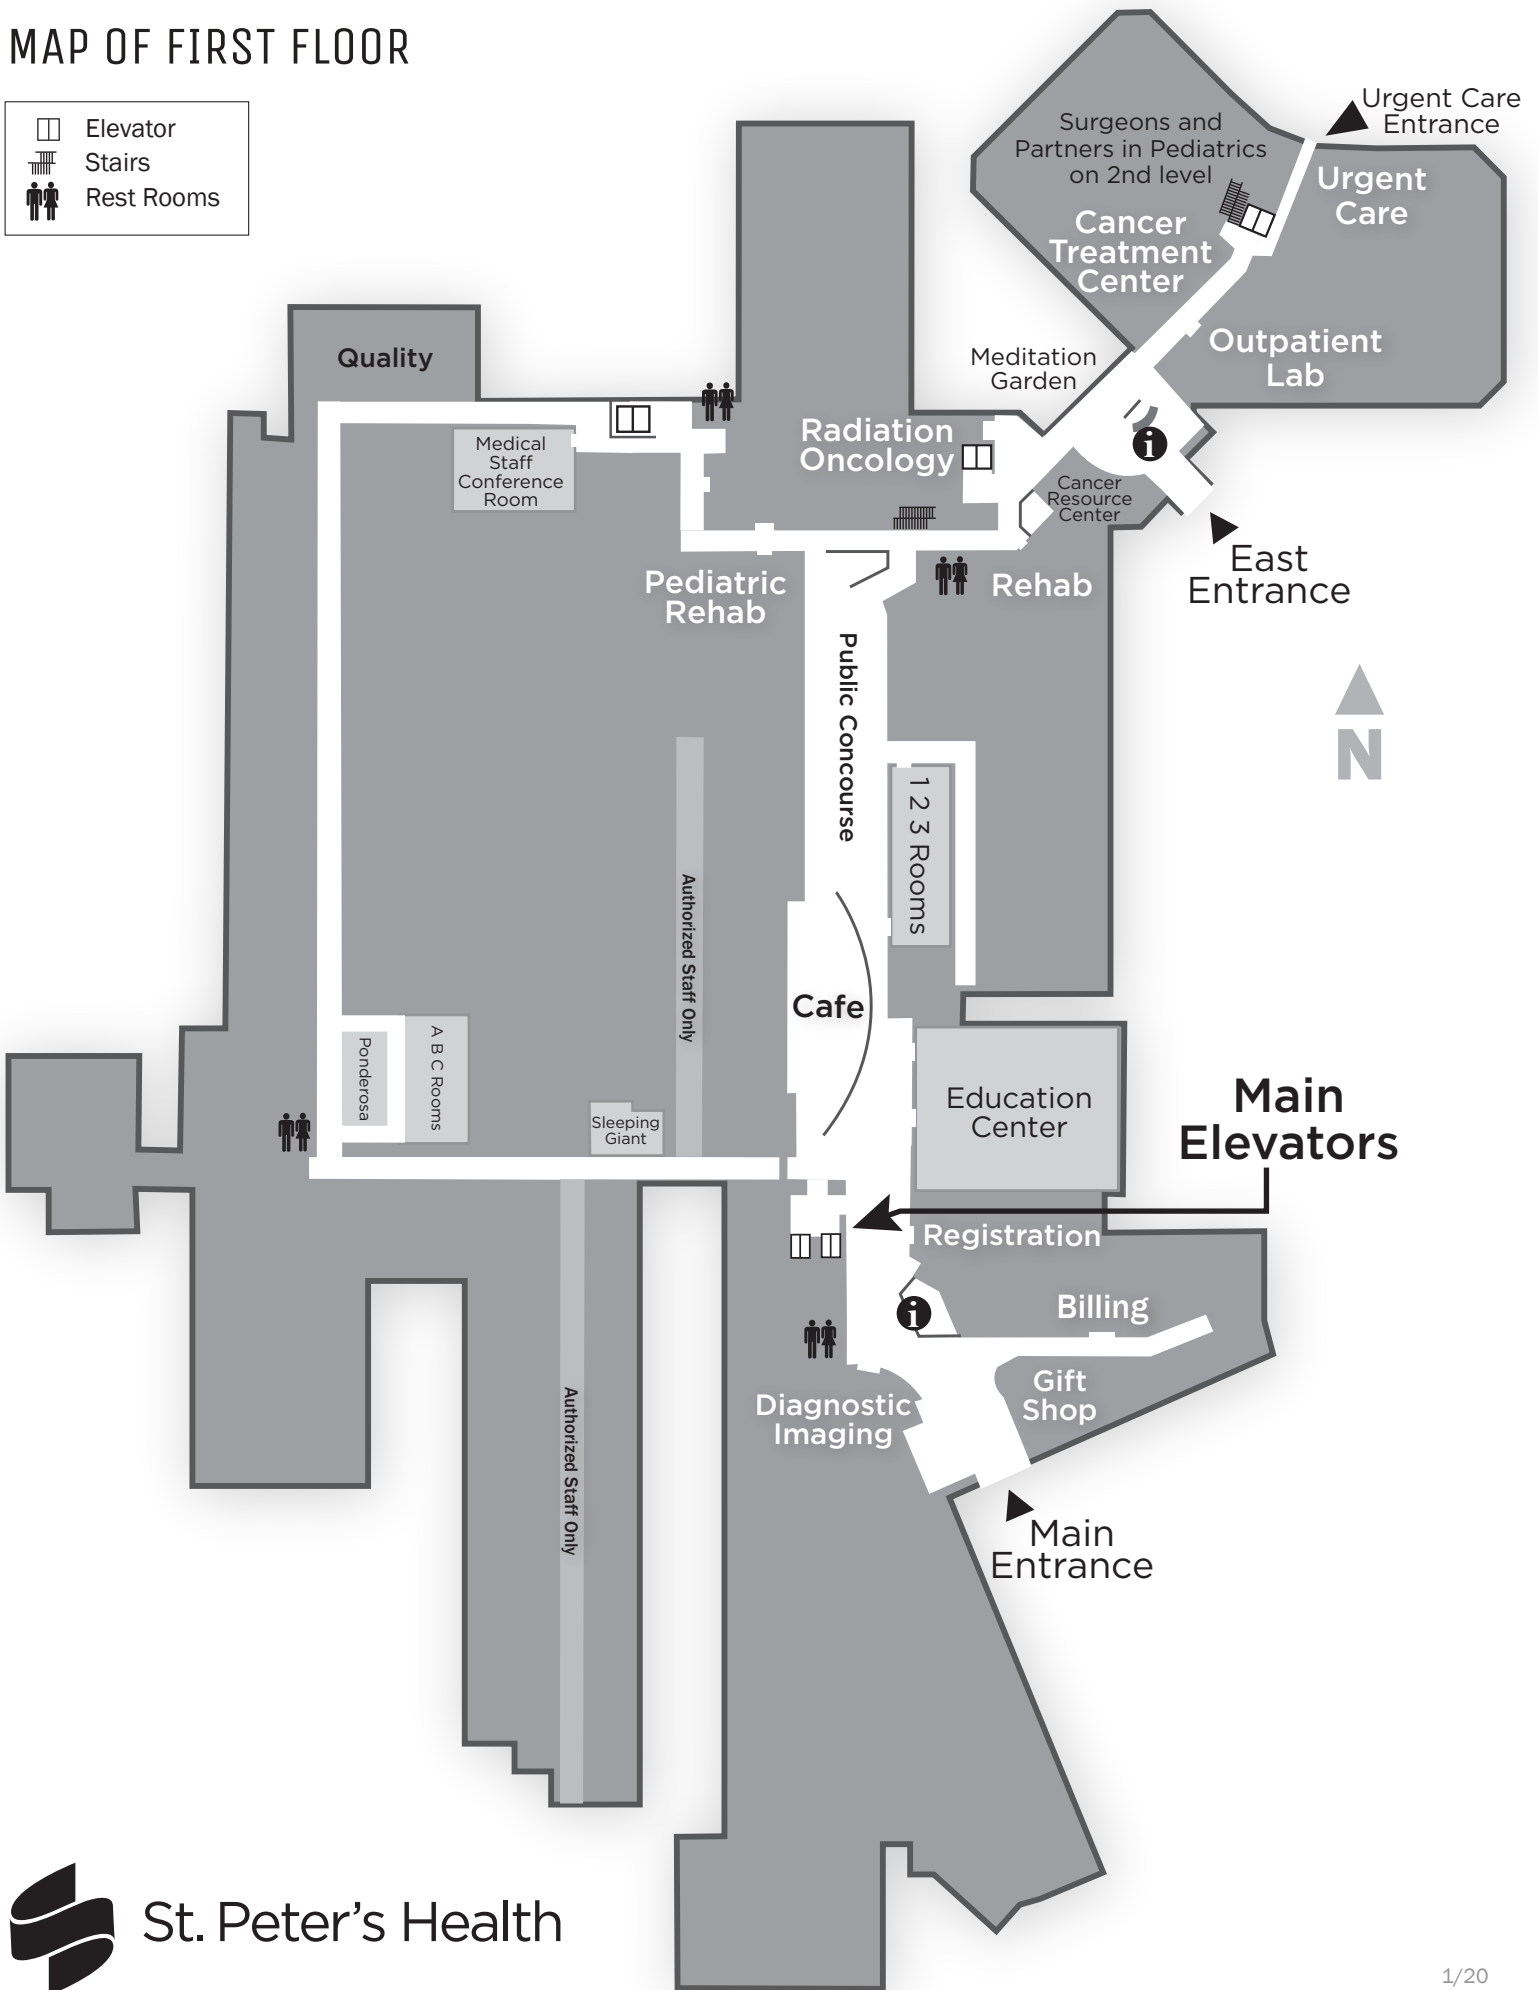 MAP OF FIRST FLOOR
Elevator
Stairs
Rest Rooms
Surgeons and
Partners in Pediatrics
on 2nd level
Urgent Care
Entrance
Urgent
Care
Cancer
Treatment
Center
Outpatient
Lab
Meditation
Garden
Quality
Medical
Staff
Conference
Room
Radiation
Oncology
i
Cancer
Resource
Center
East
Entrance
Pediatric
Rehab
Rehab
Public Concourse
N
1 2 3 Rooms
Authorized Staff Only
Cafe
Ponderosa
A B C Rooms
Sleeping
Giant
Education
Center
Main
Elevators
Registration
i
Billing
Gift
Shop
Diagnostic
Imaging
Authorized Staff Only
Main
Entrance
St. Peter's Health
1/20